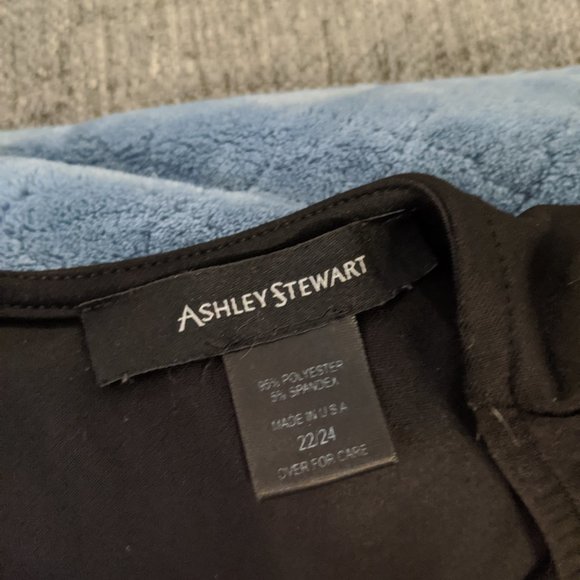 ASHLEY STEWART
95% POLYESTER
5% SPANDEX
MADE IN U S A
22/24
OVER FOR CARE